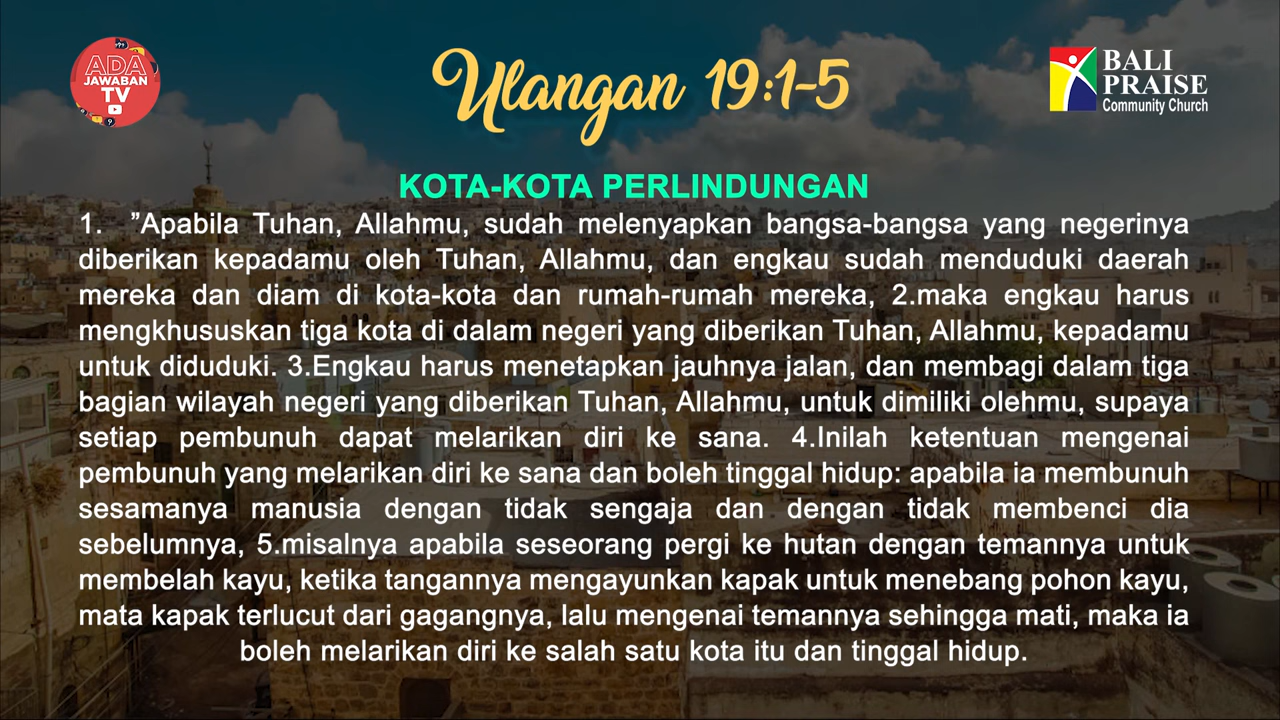 ADA
JAWABAN
TV
Ulangan 19:1-5
BALI
PRAISE
Community Church
KOTA-KOTA PERLINDUNGAN
1. ”Apabila Tuhan, Allahmu, sudah melenyapkan bangsa-bangsa yang negerinya
diberikan kepadamu oleh Tuhan, Allahmu, dan engkau sudah menduduki daerah
mereka dan diam di kota-kota dan rumah-rumah mereka, 2.maka engkau harus
mengkhususkan tiga kota di dalam negeri yang diberikan Tuhan, Allahmu, kepadamu
untuk diduduki. 3.Engkau harus menetapkan jauhnya jalan, dan membagi dalam tiga
bagian wilayah negeri yang diberikan Tuhan, Allahmu, untuk dimiliki olehmu, supaya
setiap pembunuh dapat melarikan diri ke sana. 4.Inilah ketentuan mengenai
pembunuh yang melarikan diri ke sana dan boleh tinggal hidup: apabila ia membunuh
sesamanya manusia dengan tidak sengaja dan dengan tidak membenci dia
sebelumnya, 5.misalnya apabila seseorang pergi ke hutan dengan temannya untuk
membelah kayu, ketika tangannya mengayunkan kapak untuk menebang pohon kayu,
mata kapak terlucut dari gagangnya, lalu mengenai temannya sehingga mati, maka ia
boleh melarikan diri ke salah satu kota itu dan tinggal hidup.